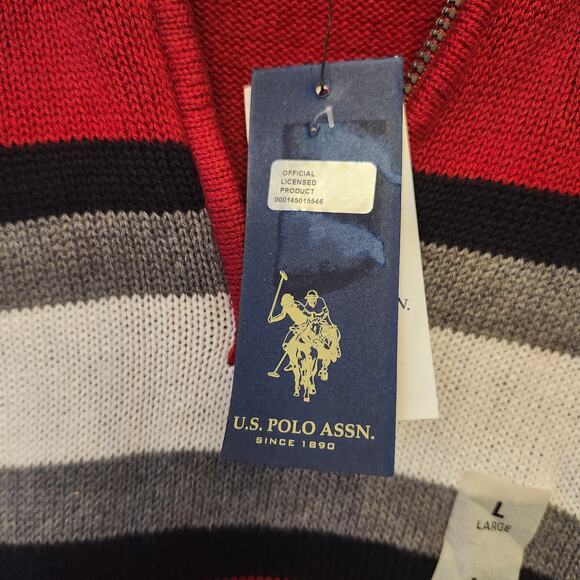 OFFICIAL
LICENSED
PRODUCT
000145015546
N.
U.S. POLO ASSN.
SINCE 1890
L
LARGE